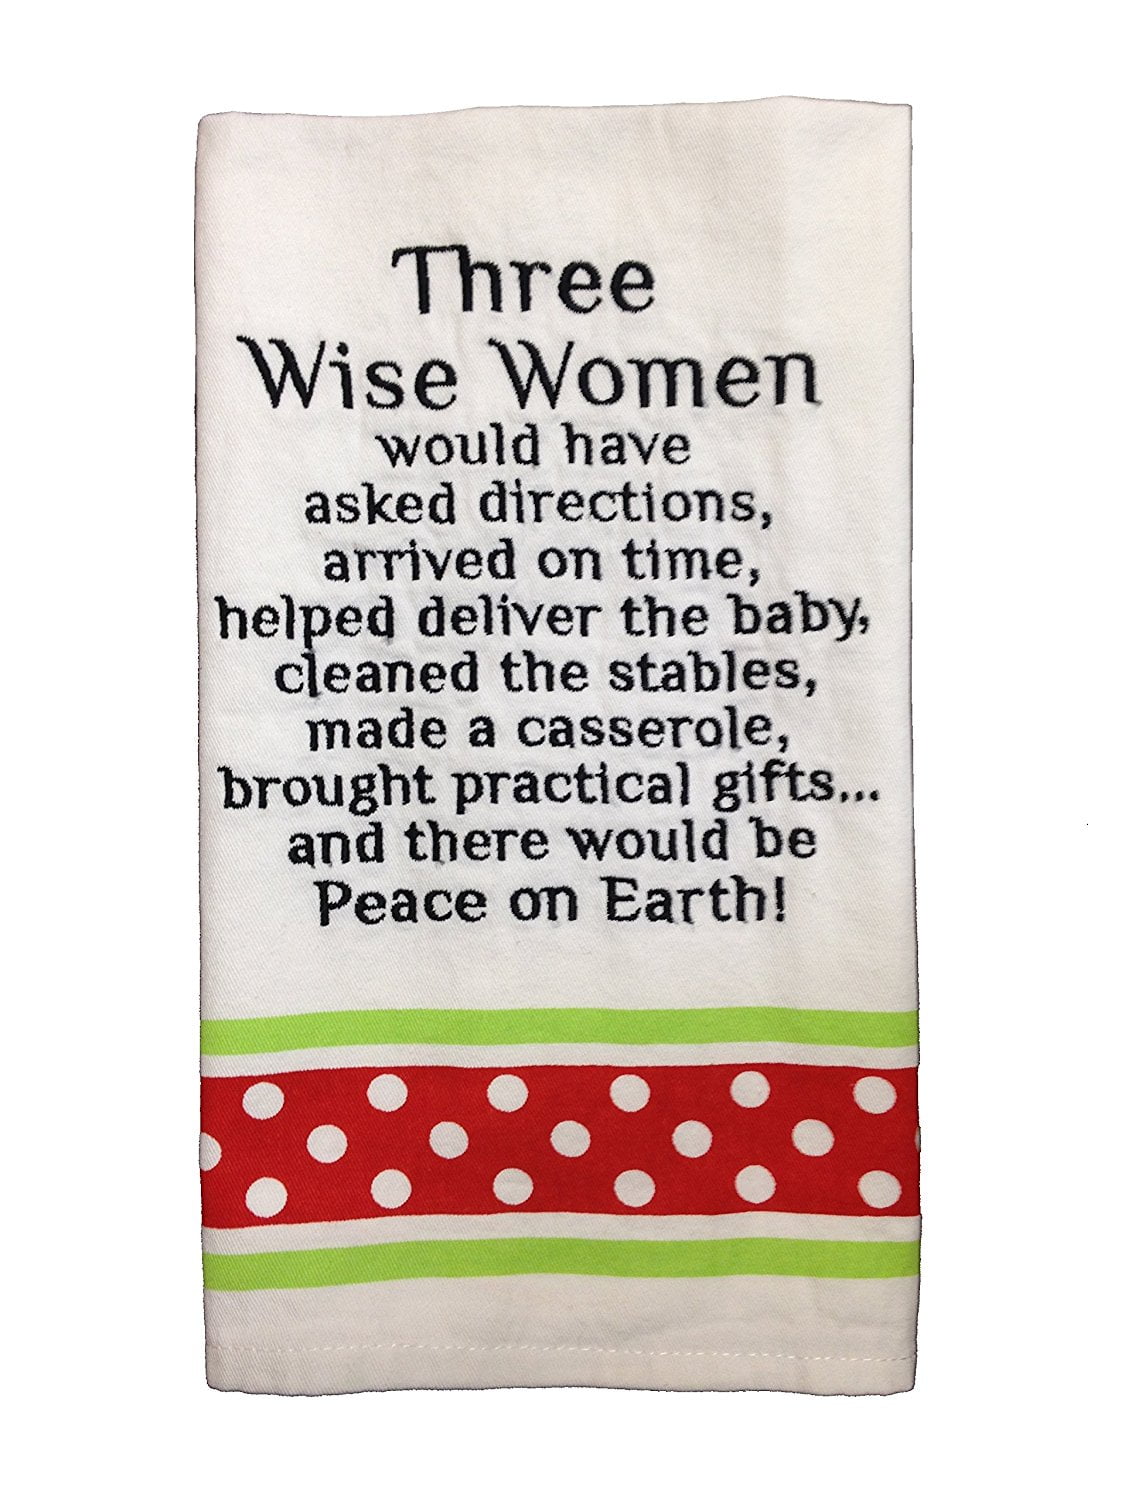 Three
Wise Women
would have
asked directions,
arrived on time,
helped deliver the baby,
cleaned the stables,
made a casserole,
brought practical gifts...
and there would be
Peace on Earth!